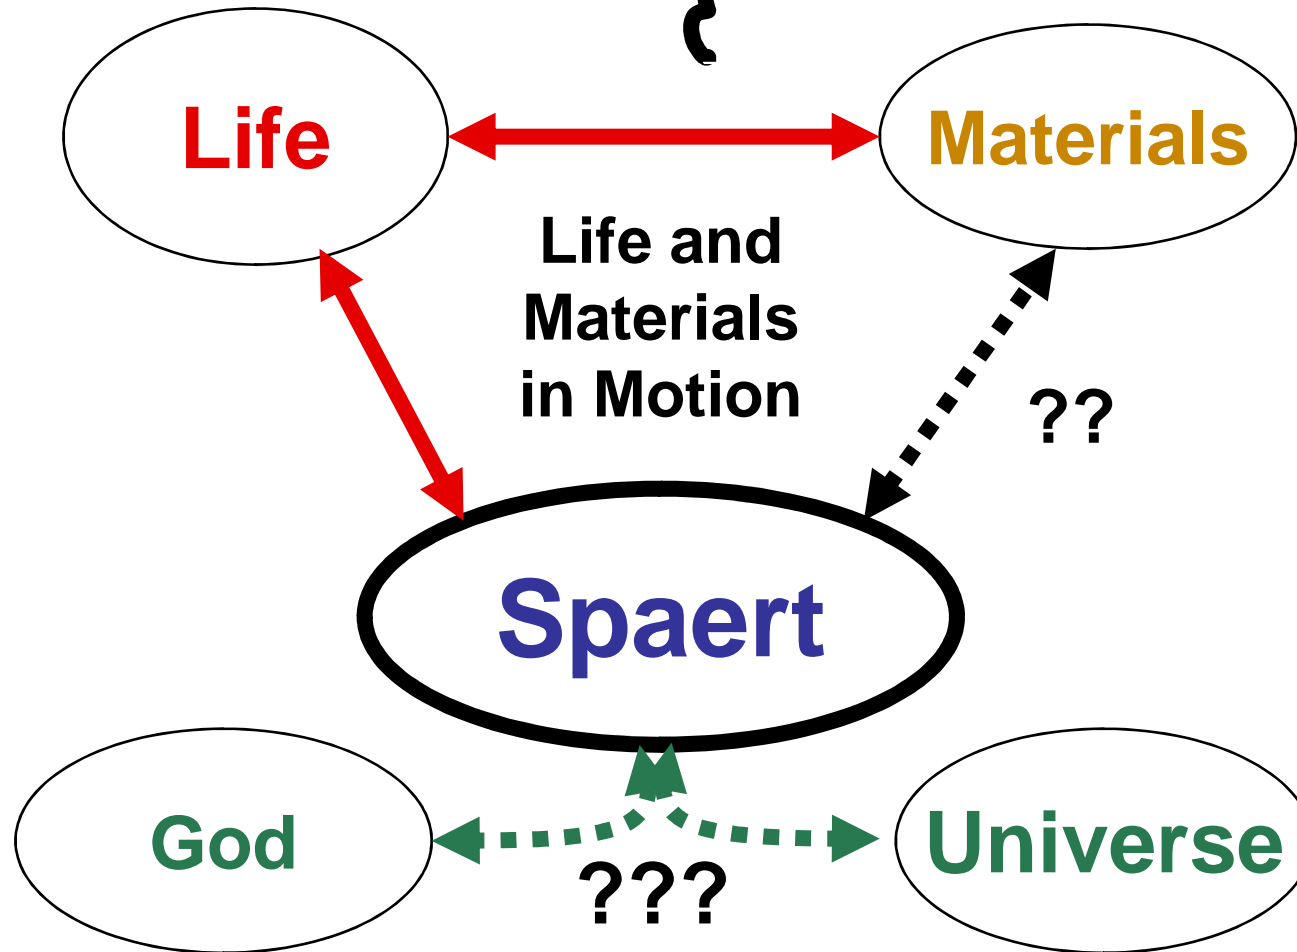 Life
Materials
Life and
Materials
in Motion
??
Spaert
God
Universe
???